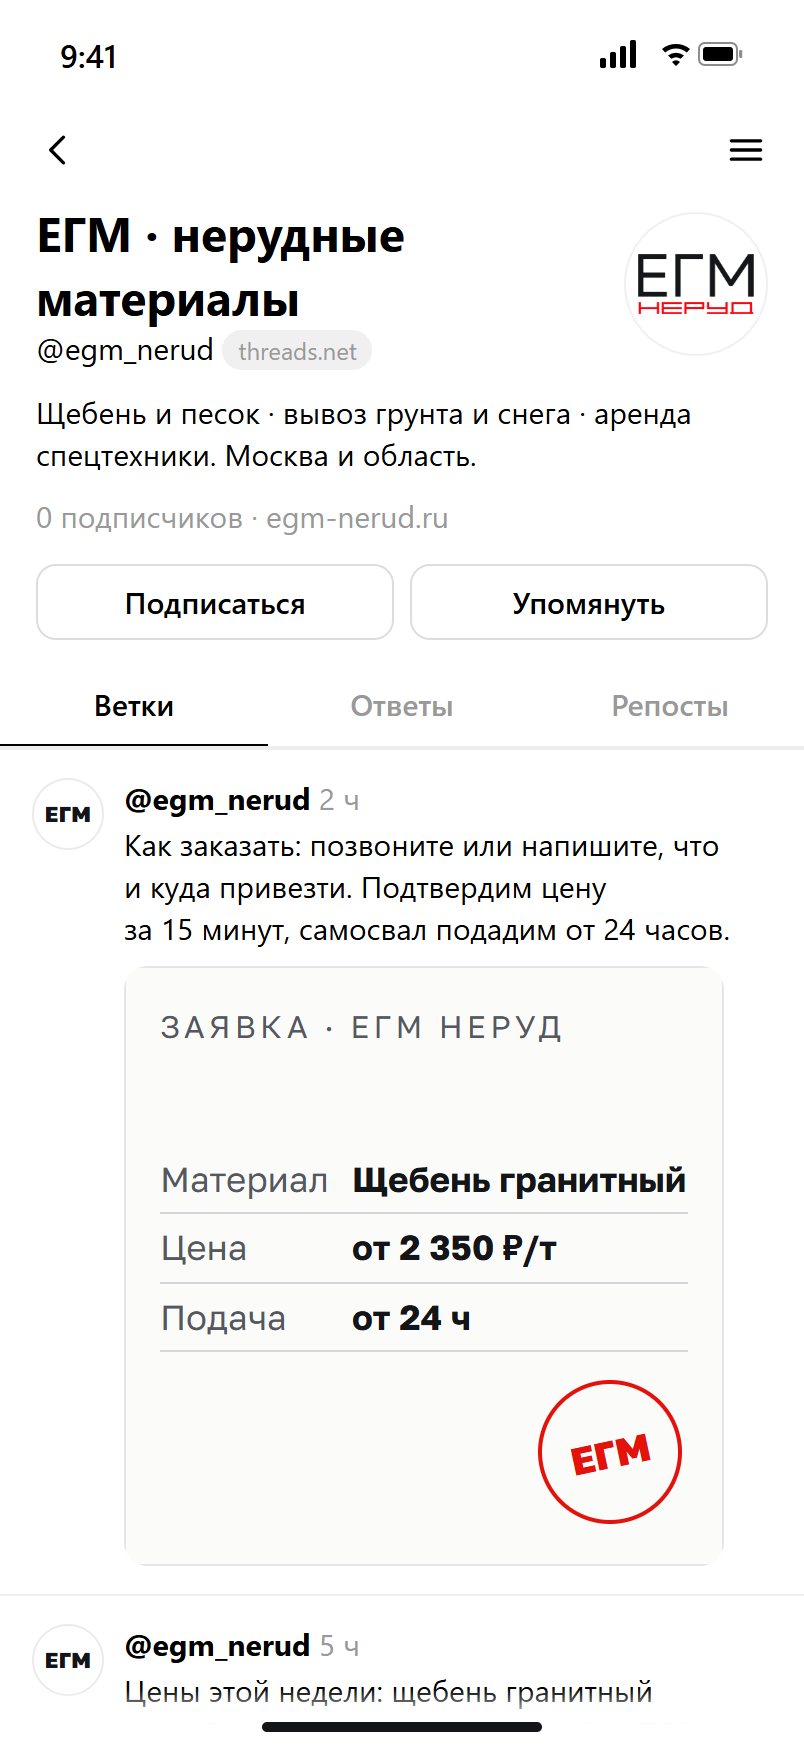 9:41
ЕГМ · нерудные
материалы
ЕГМ
НЕРУД
@egm_nerud threads.net
Щебень и песок · вывоз грунта и снега · аренда
спецтехники. Москва и область.
0 подписчиков · egm-nerud.ru
Подписаться Упомянуть
Ветки Ответы Репосты
ЕГМ
@egm_nerud 2 ч
Как заказать: позвоните или напишите, что
и куда привезти. Подтвердим цену
за 15 минут, самосвал подадим от 24 часов.
ЗАЯВКА · ЕГМ НЕРУД
Материал Щебень гранитный
Цена от 2 350 ₽/т
Подача от 24 ч
ЕГМ
ЕГМ
@egm_nerud 5 ч
Цены этой недели: щебень гранитный